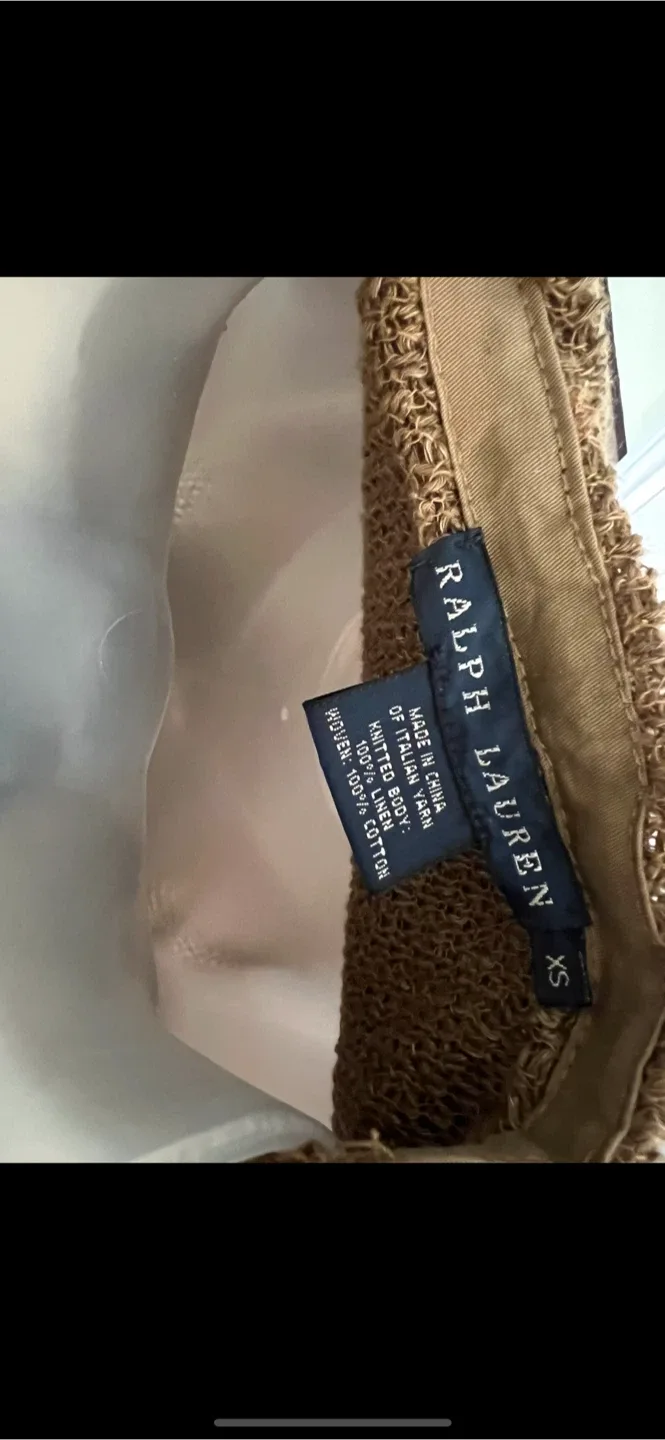 RALPH LAUREN
XS
MADE IN CHINA
OF ITALIAN YARN
KNITTED BODY:
100% LINEN
WOVEN: 100% COTTON